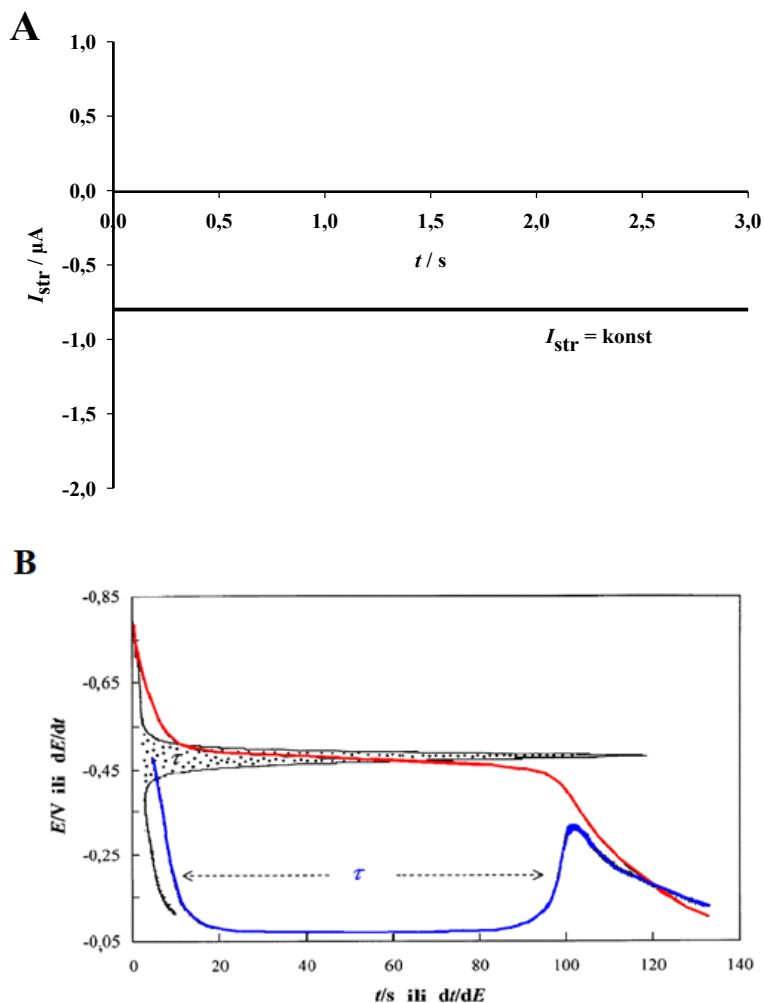 A
1,0
0,5
0,0
0,0 0,5 1,0 1,5 2,0 2,5 3,0
t / s
-0,5
I str / µA
-1,0
I str = konst
-1,5
-2,0
B
-0,85
-0,65
-0,45
-0,25
-0,05
E/V ili dE/dt
τ
τ
0 20 40 60 80 100 120 140
t/s ili dt/dE